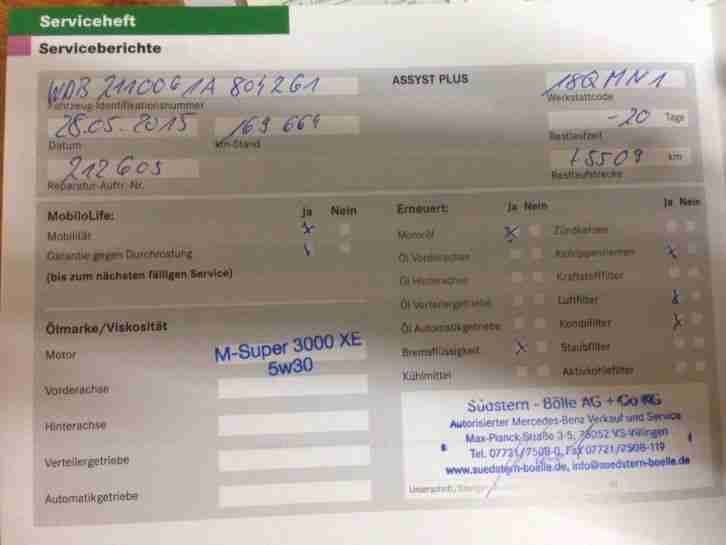 Serviceheft
Serviceberichte
WDB 2110061A 804261
ASSYST PLUS
18QMN1
Fahrzeug-Identifikationsnummer
Werkstattcode
28.05.2015
169 664
-20 Tage
Datum
km-Stand
Restlaufzeit
212605
+5509 km
Reparatur-Auftr. Nr.
Restlaufstrecke
MobiloLife: Ja Nein
Mobilität
Garantie gegen Durchrostung
(bis zum nächsten fälligen Service)
Erneuert: Ja Nein
Motoröl
Öl Vorderachse
Öl Hinterachse
Öl Verteilergetriebe
Öl Automatikgetriebe
Bremsflüssigkeit
Kühlmittel
Ja Nein
Zündkerzen
Keilrippenriemen
Kraftstofffilter
Luftfilter
Kombifilter
Staubfilter
Aktivkohlefilter
Ölmarke/Viskosität
Motor
M-Super 3000 XE
5w30
Vorderachse
Hinterachse
Verteilergetriebe
Automatikgetriebe
Südstern - Bölle AG + Co KG
Autorisierter Mercedes-Benz Verkauf und Service
Max-Planck-Straße 3-5, 78052 VS-Villingen
Tel. 07721/7508-0, Fax 07721/7508-119
www.suedstern-boelle.de, info@suedstern-boelle.de
Unterschrift,